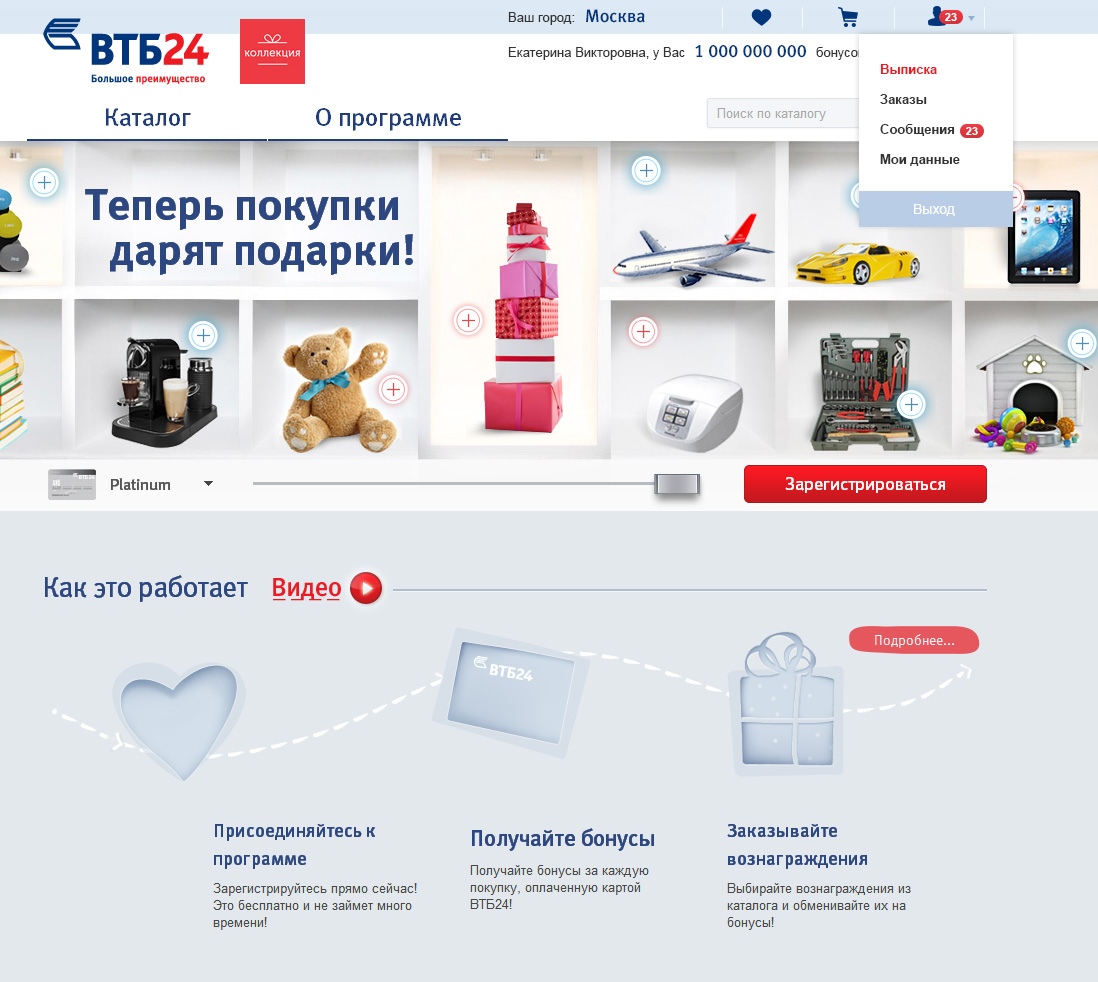 Ваш город: Москва
23
ВТБ24
Большое преимущество
КОЛЛЕКЦИЯ
Екатерина Викторовна, у Вас 1 000 000 000 бонусо
Выписка
Заказы
Сообщения 23
Мои данные
Выход
Каталог
О программе
Поиск по каталогу
Теперь покупки
дарят подарки!
Platinum
ВТБ24
Зарегистрироваться
Как это работает
Видео
Подробнее...
ВТБ24
Присоединяйтесь к
программе
Зарегистрируйтесь прямо сейчас!
Это бесплатно и не займет много
времени!
Получайте бонусы
Получайте бонусы за каждую
покупку, оплаченную картой
ВТБ24!
Заказывайте
вознаграждения
Выбирайте вознаграждения из
каталога и обменивайте их на
бонусы!